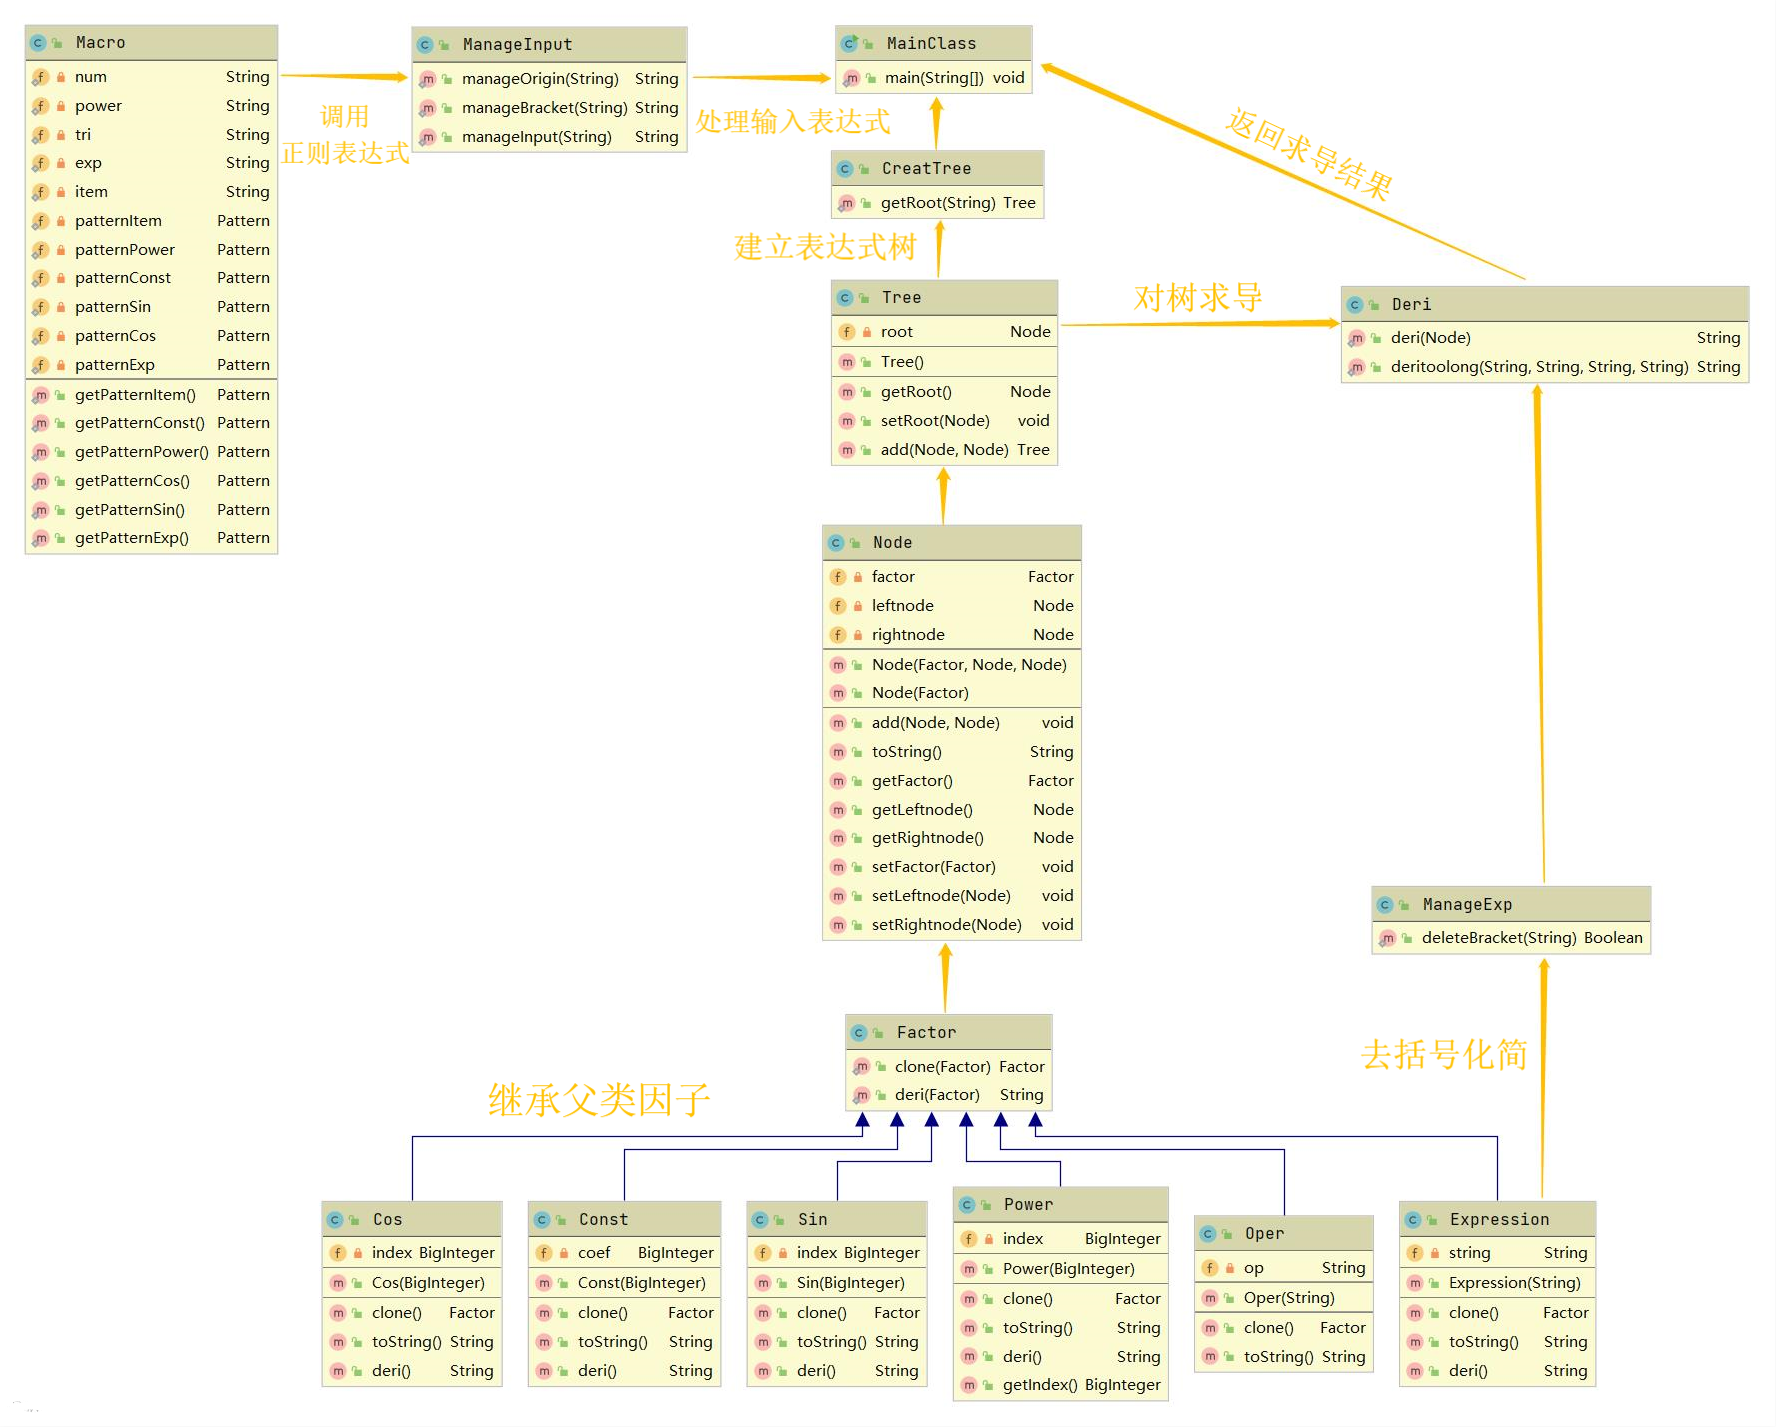 Macro
num String
power String
tri String
exp String
item String
patternItem Pattern
patternPower Pattern
patternConst Pattern
patternSin Pattern
patternCos Pattern
patternExp Pattern
getPatternItem() Pattern
getPatternConst() Pattern
getPatternPower() Pattern
getPatternCos() Pattern
getPatternSin() Pattern
getPatternExp() Pattern
调用
正则表达式
ManageInput
manageOrigin(String) String
manageBracket(String) String
manageInput(String) String
处理输入表达式
MainClass
main(String[]) void
CreatTree
getRoot(String) Tree
建立表达式树
Tree
root Node
Tree()
getRoot() Node
setRoot(Node) void
add(Node, Node) Tree
对树求导
返回求导结果
Deri
deri(Node) String
deritoolong(String, String, String, String) String
Node
factor Factor
leftnode Node
rightnode Node
Node(Factor, Node, Node)
Node(Factor)
add(Node, Node) void
toString() String
getFactor() Factor
getLeftnode() Node
getRightnode() Node
setFactor(Factor) void
setLeftnode(Node) void
setRightnode(Node) void
ManageExp
deleteBracket(String) Boolean
去括号化简
Factor
clone(Factor) Factor
deri(Factor) String
继承父类因子
Cos
index BigInteger
Cos(BigInteger)
clone() Factor
toString() String
deri() String
Const
coef BigInteger
Const(BigInteger)
clone() Factor
toString() String
deri() String
Sin
index BigInteger
Sin(BigInteger)
clone() Factor
toString() String
deri() String
Power
index BigInteger
Power(BigInteger)
clone() Factor
toString() String
deri() String
getIndex() BigInteger
Oper
op String
Oper(String)
clone() Factor
toString() String
Expression
string String
Expression(String)
clone() Factor
toString() String
deri() String